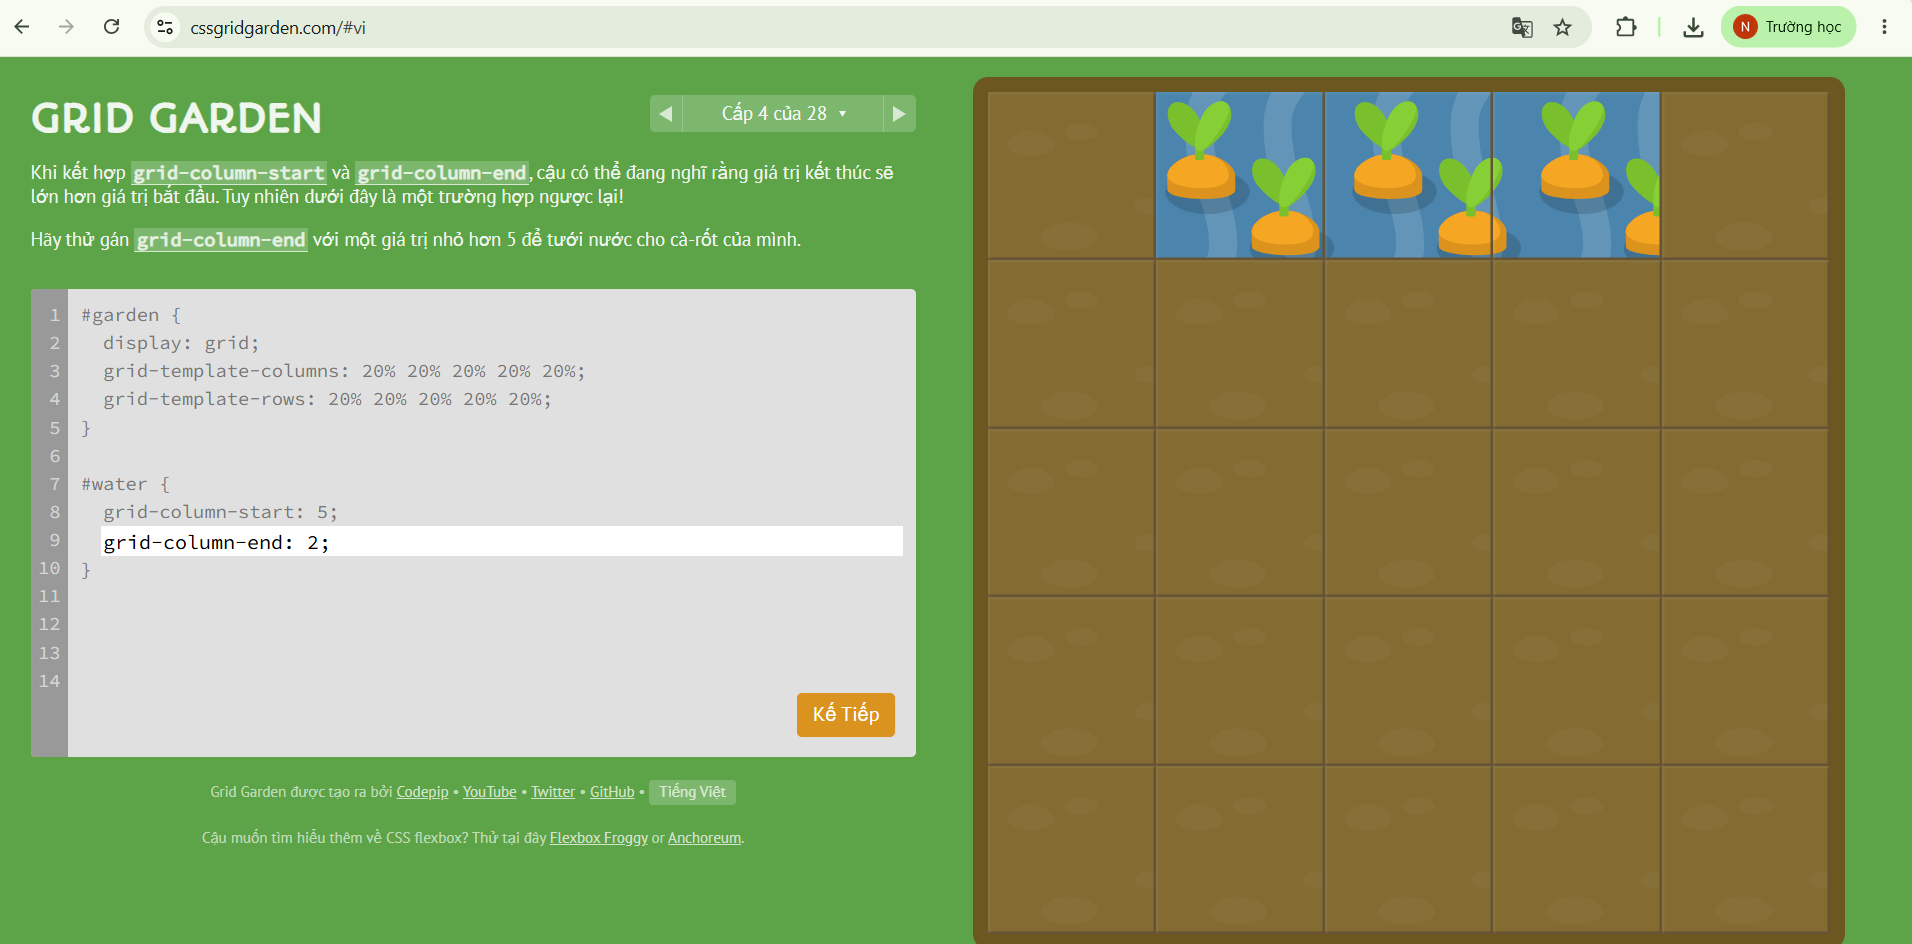 cssgridgarden.com/#vi
N Trường học
GRID GARDEN
Cấp 4 của 28
Khi kết hợp grid-column-start và grid-column-end, cậu có thể đang nghĩ rằng giá trị kết thúc sẽ
lớn hơn giá trị bắt đầu. Tuy nhiên dưới đây là một trường hợp ngược lại!
Hãy thử gán grid-column-end với một giá trị nhỏ hơn 5 để tưới nước cho cà-rốt của mình.
1 #garden {
2 display: grid;
3 grid-template-columns: 20% 20% 20% 20% 20%;
4 grid-template-rows: 20% 20% 20% 20% 20%;
5 }
6
7 #water {
8 grid-column-start: 5;
9 grid-column-end: 2;
10 }
11
12
13
14
Kế Tiếp
Grid Garden được tạo ra bởi Codepip • YouTube • Twitter • GitHub • Tiếng Việt
Cậu muốn tìm hiểu thêm về CSS flexbox? Thử tại đây Flexbox Froggy or Anchoreum.